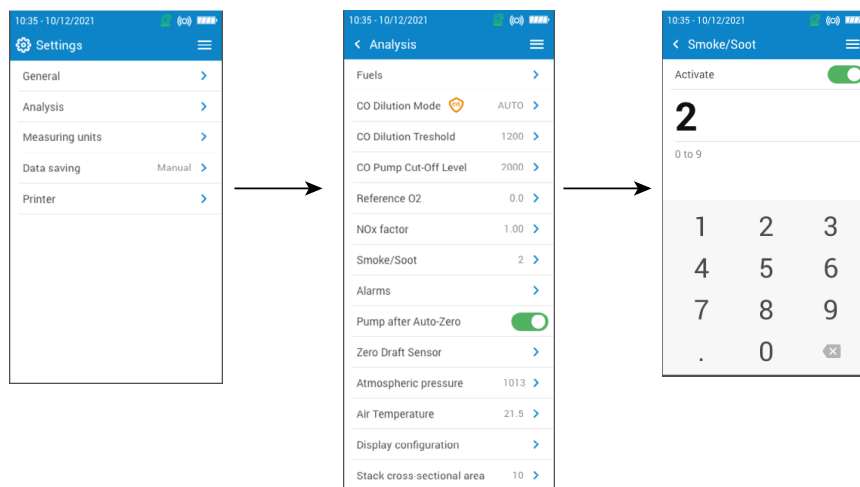 10:35 - 10/12/2021
Settings
General
Analysis
Measuring units
Data saving Manual
Printer
10:35 - 10/12/2021
Analysis
Fuels
CO Dilution Mode CO AUTO
CO Dilution Treshold 1200
CO Pump Cut-Off Level 2000
Reference O2 0.0
NOx factor 1.00
Smoke/Soot 2
Alarms
Pump after Auto-Zero
Zero Draft Sensor
Atmospheric pressure 1013
Air Temperature 21.5
Display configuration
Stack cross-sectional area 10
10:35 - 10/12/2021
Smoke/Soot
Activate
2
0 to 9
1 2 3
4 5 6
7 8 9
. 0